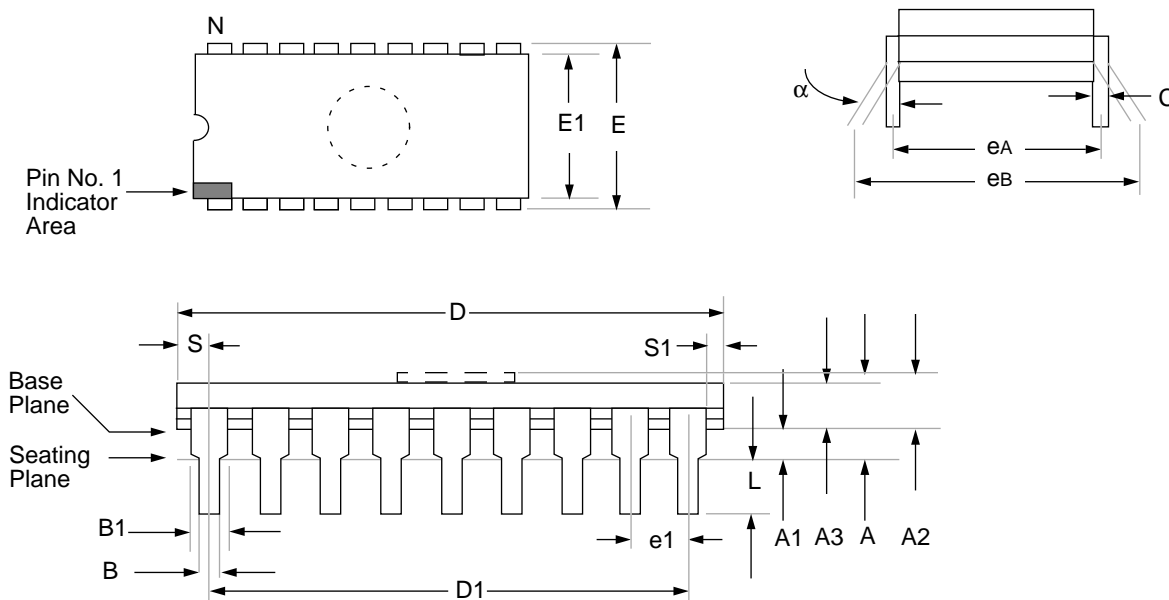 N
E1
E
Pin No. 1
Indicator
Area
α
C
eA
eB
D
S
S1
Base
Plane
Seating
Plane
L
B1
B
e1
A1
A3
A
A2
D1